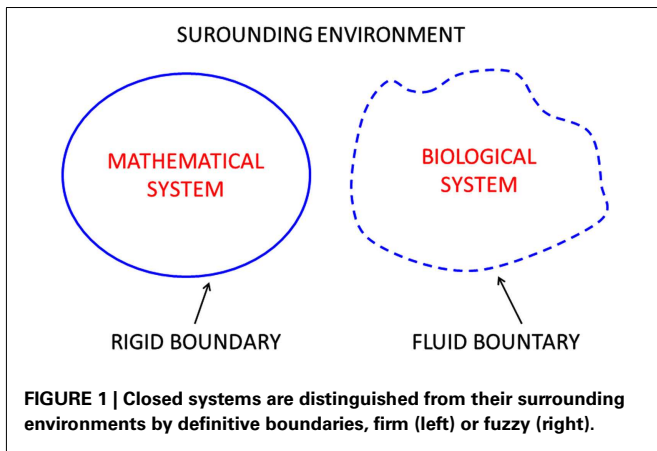 SUROUNDING ENVIRONMENT
MATHEMATICAL
SYSTEM
BIOLOGICAL
SYSTEM
RIGID BOUNDARY
FLUID BOUNTARY
FIGURE 1 | Closed systems are distinguished from their surrounding
environments by definitive boundaries, firm (left) or fuzzy (right).